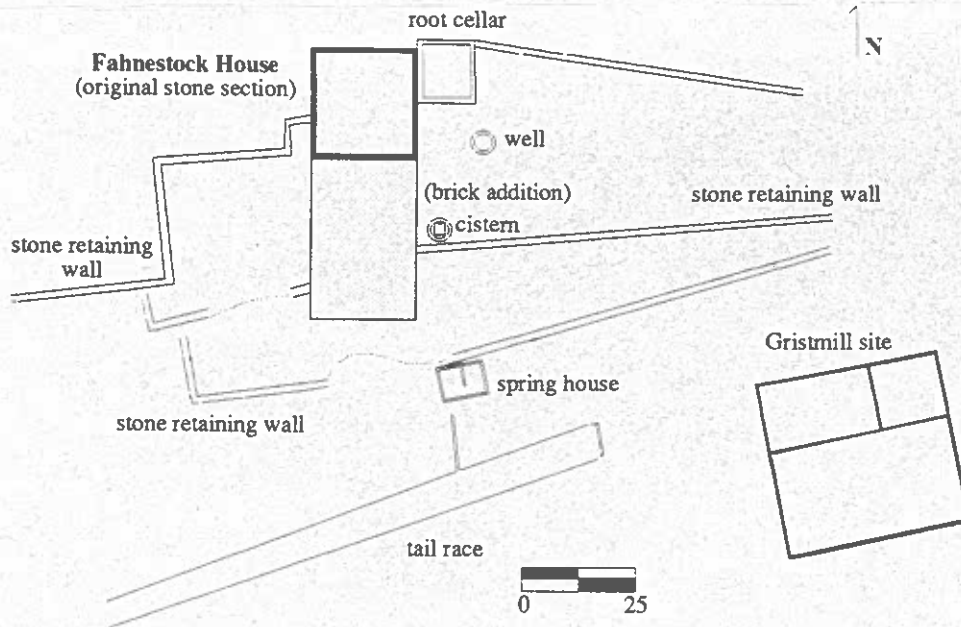 root cellar
N
Fahnestock House
(original stone section)
well
(brick addition)
stone retaining wall
cistern
stone retaining
wall
Gristmill site
spring house
stone retaining wall
tail race
0
25